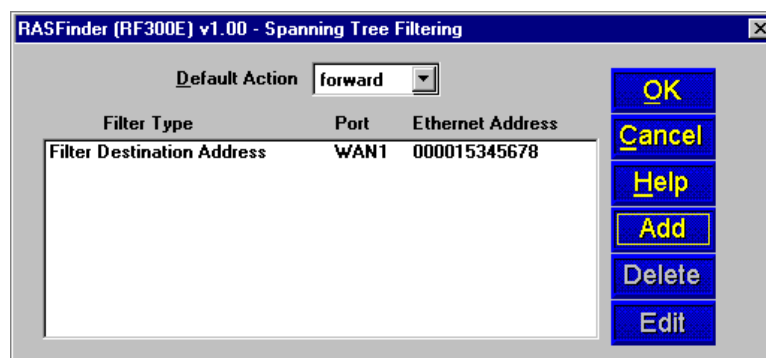 RASFinder (RF300E) v1.00 - Spanning Tree Filtering
Default Action forward
OK
Filter Type Port Ethernet Address
Cancel
Filter Destination Address WAN1 000015345678
Help
Add
Delete
Edit